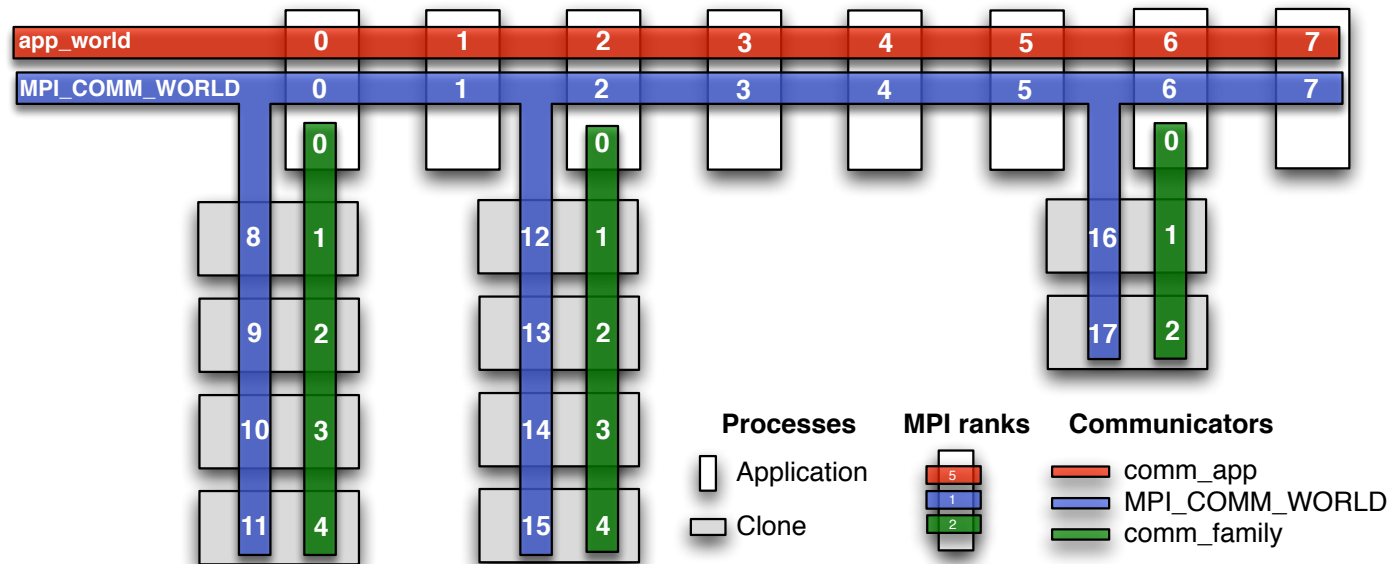 app_world 0 1 2 3 4 5 6 7
MPI_COMM_WORLD 0 1 2 3 4 5 6 7
0 0 0
8 1 12 1 16 1
9 2 13 2 17 2
10 3 14 3
11 4 15 4
Processes MPI ranks Communicators
Application 5 comm_app
1 MPI_COMM_WORLD
Clone 2 comm_family